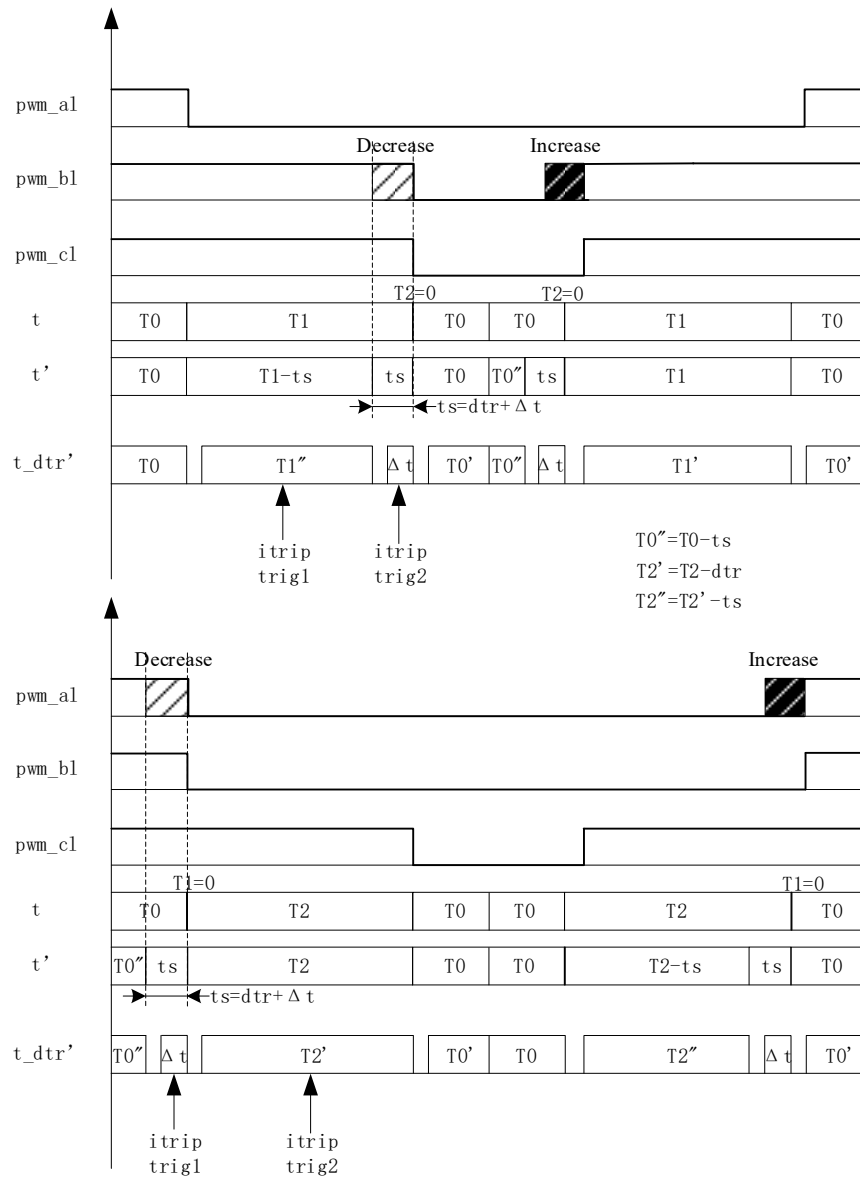 pwm_al
Decrease Increase
pwm_bl
pwm_cl
T2=0 T2=0
t T0 T1 T0 T0 T1 T0
t' T0 T1-ts ts T0 T0″ ts T1 T0
ts=dtr+Δt
t_dtr' T0 T1″ Δt T0' T0″ Δt T1' T0'
itrip itrip
trig1 trig2
T0″=T0-ts
T2'=T2-dtr
T2″=T2'-ts
Decrease Increase
pwm_al
pwm_bl
pwm_cl
T1=0 T1=0
t T0 T2 T0 T0 T2 T0
t' T0″ ts T2 T0 T0 T2-ts ts T0
ts=dtr+Δt
t_dtr' T0″ Δt T2' T0' T0 T2″ Δt T0'
itrip itrip
trig1 trig2